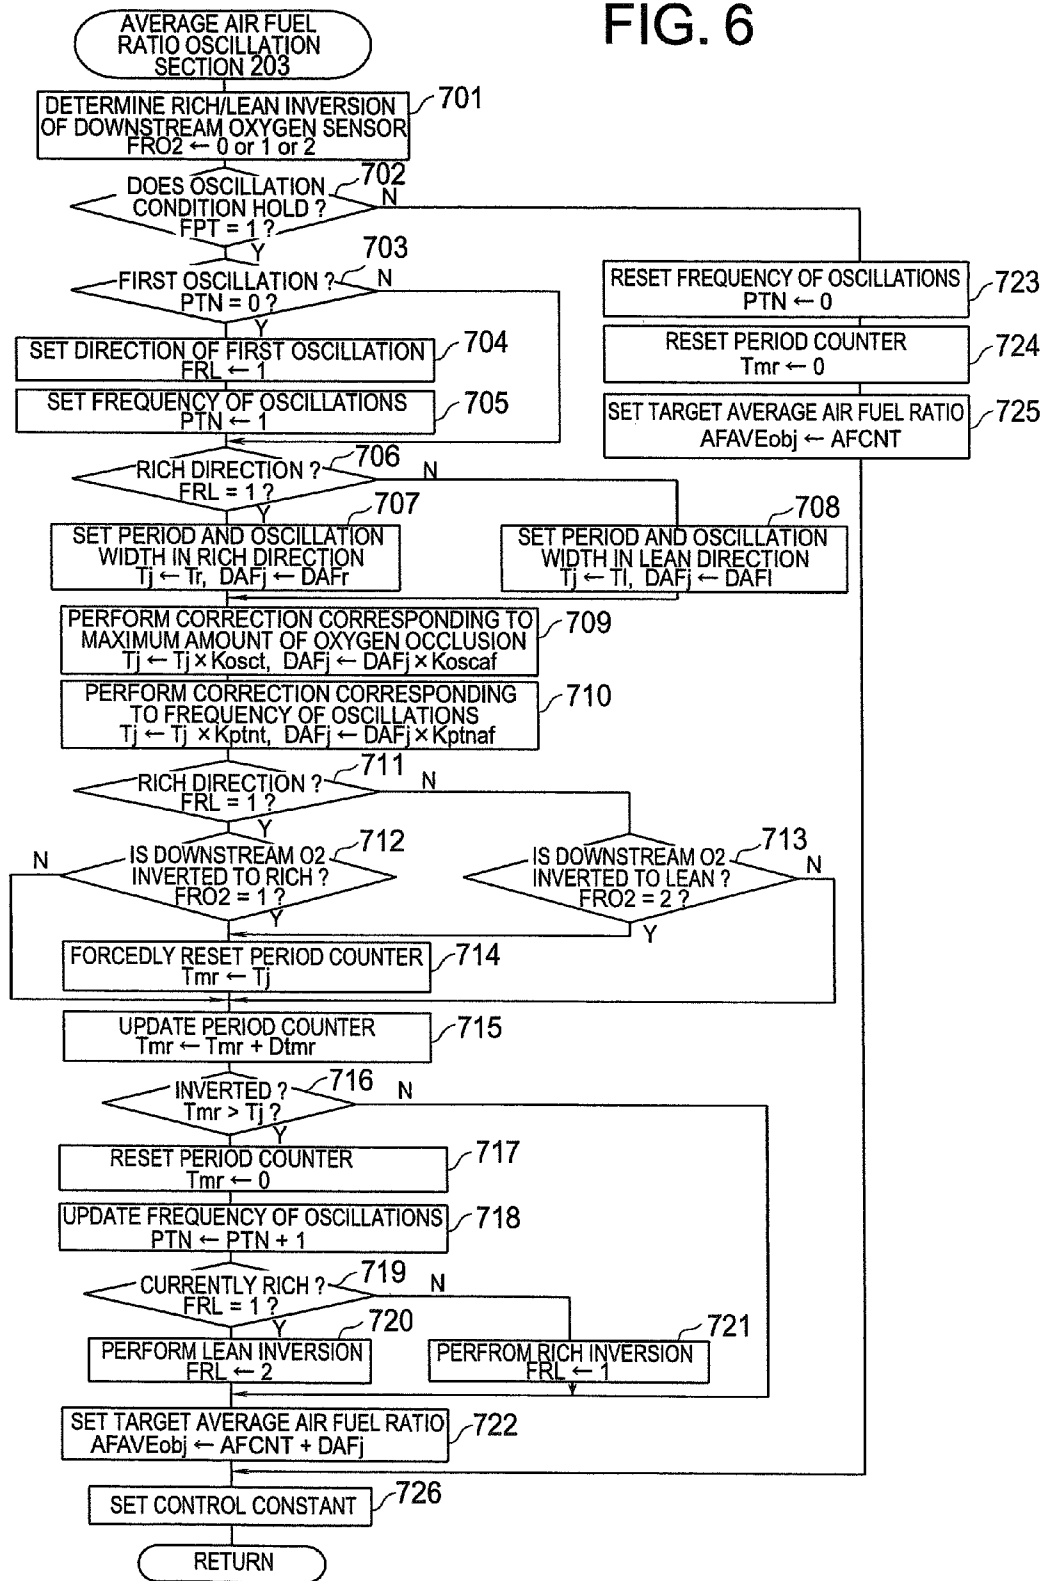 FIG. 6
AVERAGE AIR FUEL
RATIO OSCILLATION
SECTION 203
701
DETERMINE RICH/LEAN INVERSION
OF DOWNSTREAM OXYGEN SENSOR
FRO2 ← 0 or 1 or 2
702
DOES OSCILLATION
CONDITION HOLD ?
FPT = 1 ?
N
Y
703
FIRST OSCILLATION ?
PTN = 0 ?
N
Y
704
SET DIRECTION OF FIRST OSCILLATION
FRL ← 1
705
SET FREQUENCY OF OSCILLATIONS
PTN ← 1
723
RESET FREQUENCY OF OSCILLATIONS
PTN ← 0
724
RESET PERIOD COUNTER
Tmr ← 0
725
SET TARGET AVERAGE AIR FUEL RATIO
AFAVEobj ← AFCNT
706
RICH DIRECTION ?
FRL = 1 ?
N
Y
707
SET PERIOD AND OSCILLATION
WIDTH IN RICH DIRECTION
Tj ← Tr, DAFj ← DAFr
708
SET PERIOD AND OSCILLATION
WIDTH IN LEAN DIRECTION
Tj ← Tl, DAFj ← DAFl
709
PERFORM CORRECTION CORRESPONDING TO
MAXIMUM AMOUNT OF OXYGEN OCCLUSION
Tj ← Tj × Kosct, DAFj ← DAFj × Koscaf
710
PERFORM CORRECTION CORRESPONDING
TO FREQUENCY OF OSCILLATIONS
Tj ← Tj × Kptnt, DAFj ← DAFj × Kptnaf
711
RICH DIRECTION ?
FRL = 1 ?
N
Y
712
IS DOWNSTREAM O2
INVERTED TO RICH ?
FRO2 = 1 ?
N
Y
713
IS DOWNSTREAM O2
INVERTED TO LEAN ?
FRO2 = 2 ?
N
Y
714
FORCEDLY RESET PERIOD COUNTER
Tmr ← Tj
715
UPDATE PERIOD COUNTER
Tmr ← Tmr + Dtmr
716
INVERTED ?
Tmr > Tj ?
N
Y
717
RESET PERIOD COUNTER
Tmr ← 0
718
UPDATE FREQUENCY OF OSCILLATIONS
PTN ← PTN + 1
719
CURRENTLY RICH ?
FRL = 1 ?
N
Y
720
PERFORM LEAN INVERSION
FRL ← 2
721
PERFROM RICH INVERSION
FRL ← 1
722
SET TARGET AVERAGE AIR FUEL RATIO
AFAVEobj ← AFCNT + DAFj
726
SET CONTROL CONSTANT
RETURN